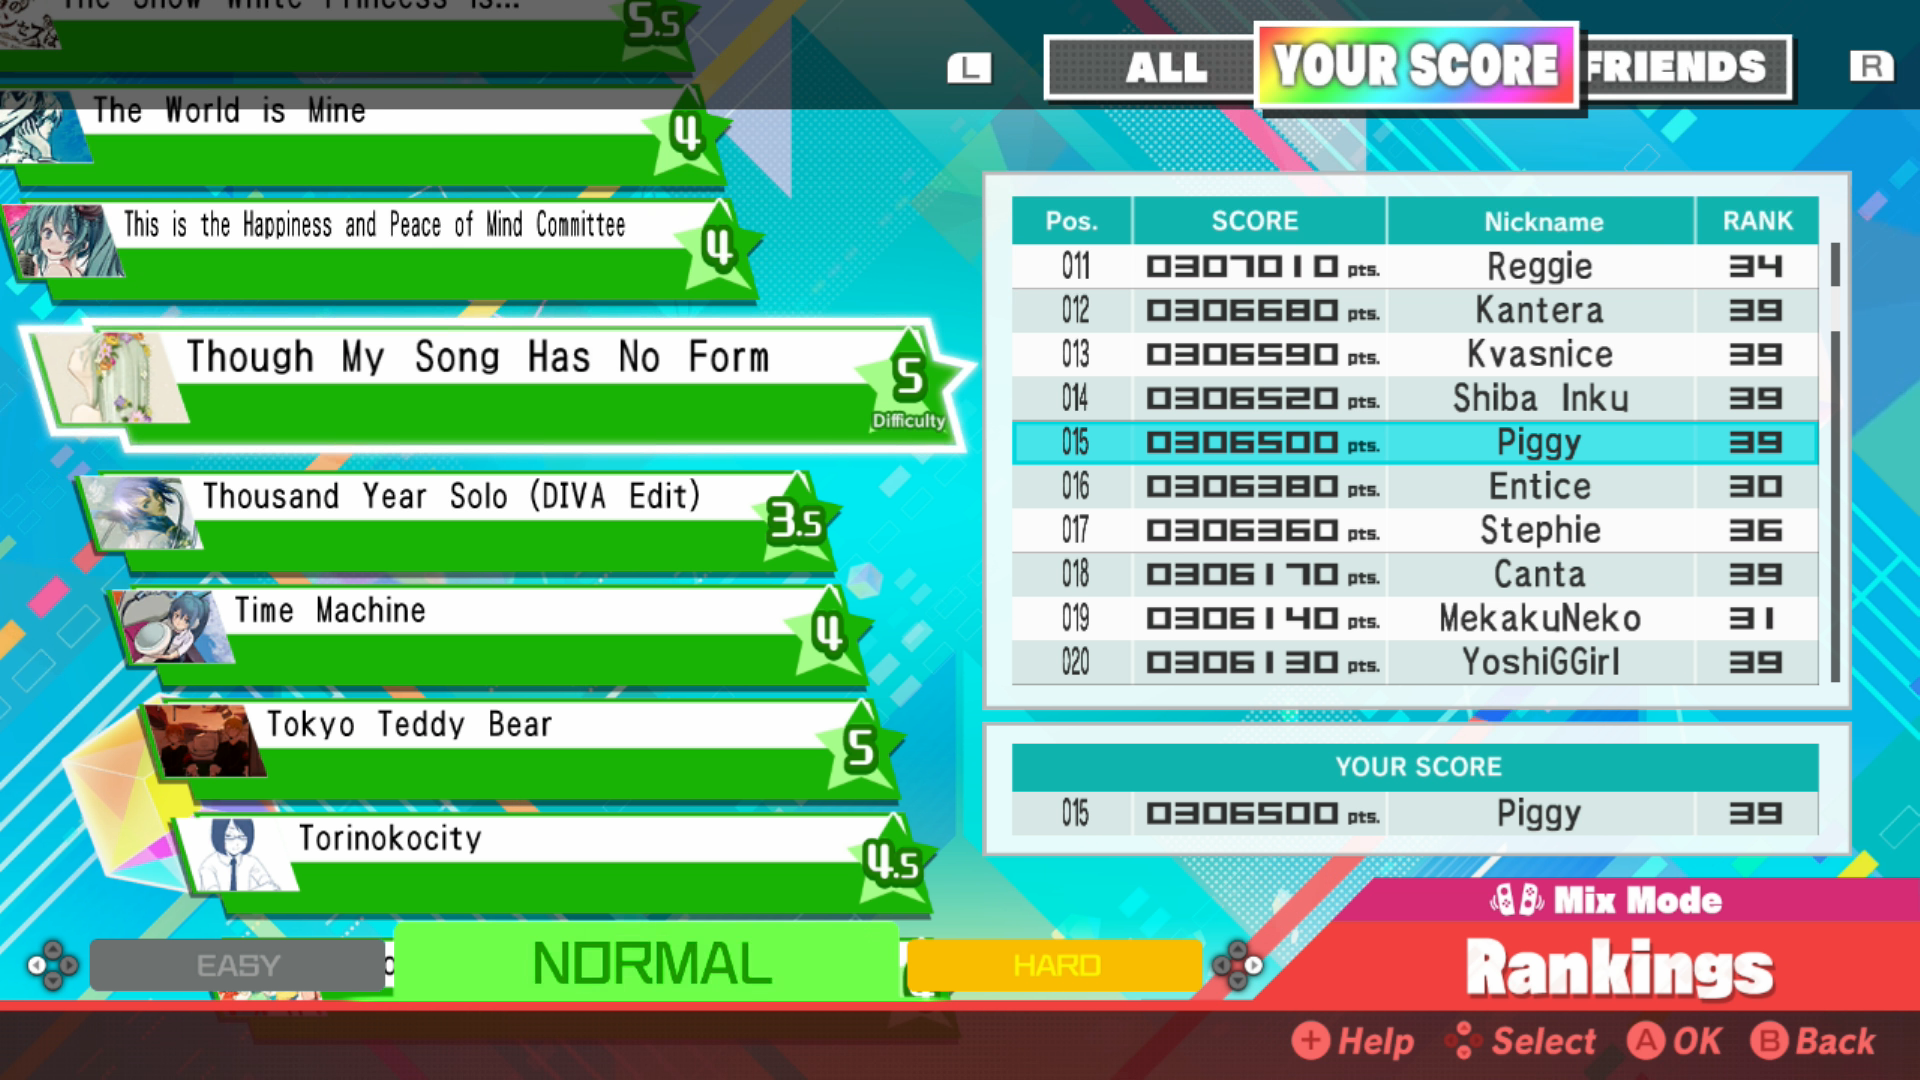 The Snow White Princess is...
5.5
The World is Mine
4
This is the Happiness and Peace of Mind Committee
4
Though My Song Has No Form
5
Difficulty
Thousand Year Solo (DIVA Edit)
3.5
Time Machine
4
Tokyo Teddy Bear
5
Torinokocity
4.5
L
ALL
YOUR SCORE
FRIENDS
R
Pos. SCORE Nickname RANK
011 0307010 pts. Reggie 34
012 0306680 pts. Kantera 39
013 0306590 pts. Kvasnice 39
014 0306520 pts. Shiba Inku 39
015 0306500 pts. Piggy 39
016 0306380 pts. Entice 30
017 0306360 pts. Stephie 36
018 0306170 pts. Canta 39
019 0306140 pts. MekakuNeko 31
020 0306130 pts. YoshiGGirl 39
YOUR SCORE
015 0306500 pts. Piggy 39
EASY
NORMAL
HARD
Mix Mode
Rankings
+ Help
Select
A OK
B Back